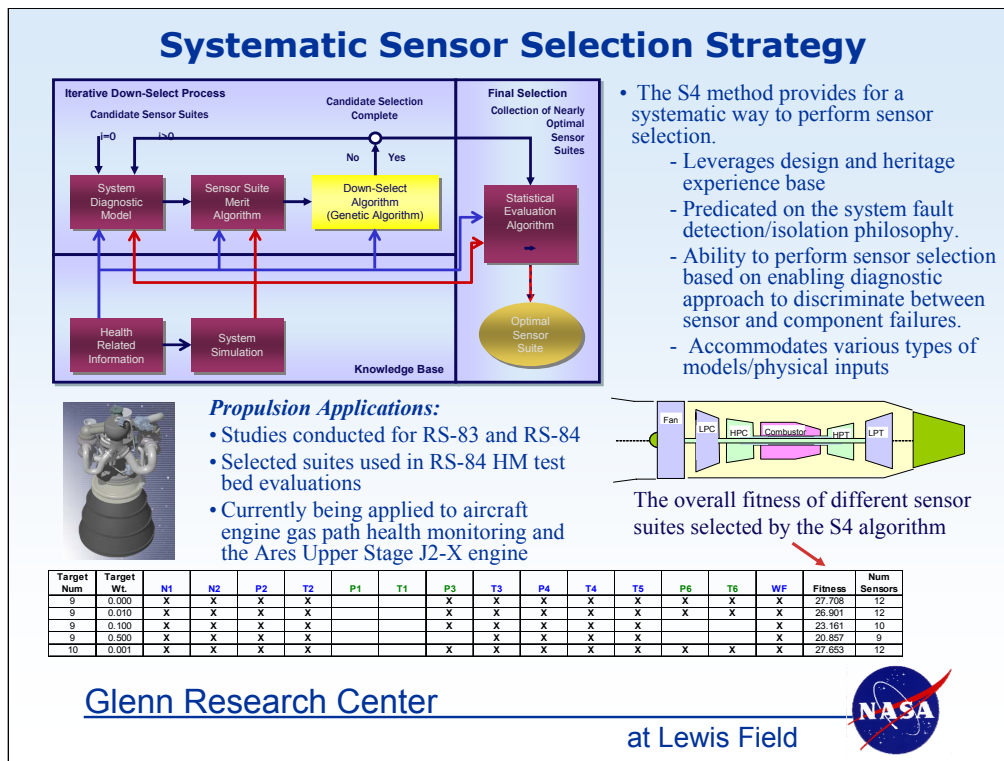 Systematic Sensor Selection Strategy
Iterative Down-Select Process
Candidate Sensor Suites
i=0
i>0
Candidate Selection
Complete
No
Yes
System
Diagnostic
Model
Sensor Suite
Merit
Algorithm
Down-Select
Algorithm
(Genetic Algorithm)
Health
Related
Information
System
Simulation
Knowledge Base
Final Selection
Collection of Nearly
Optimal
Sensor
Suites
Statistical
Evaluation
Algorithm
Optimal
Sensor
Suite
• The S4 method provides for a
systematic way to perform sensor
selection.
- Leverages design and heritage
experience base
- Predicated on the system fault
detection/isolation philosophy.
- Ability to perform sensor selection
based on enabling diagnostic
approach to discriminate between
sensor and component failures.
- Accommodates various types of
models/physical inputs
Propulsion Applications:
• Studies conducted for RS-83 and RS-84
• Selected suites used in RS-84 HM test
bed evaluations
• Currently being applied to aircraft
engine gas path health monitoring and
the Ares Upper Stage J2-X engine
Fan
LPC
HPC
Combustor
HPT
LPT
The overall fitness of different sensor
suites selected by the S4 algorithm
Target Num Target Wt. N1 N2 P2 T2 P1 T1 P3 T3 P4 T4 T5 P6 T6 WF Fitness Num Sensors
9 0.000 X X X X X X X X X X X X 27.708 12
9 0.010 X X X X X X X X X X X X 26.901 12
9 0.100 X X X X X X X X X X 23.161 10
9 0.500 X X X X X X X X X 20.857 9
10 0.001 X X X X X X X X X X X X 27.653 12
Glenn Research Center
at Lewis Field
NASA